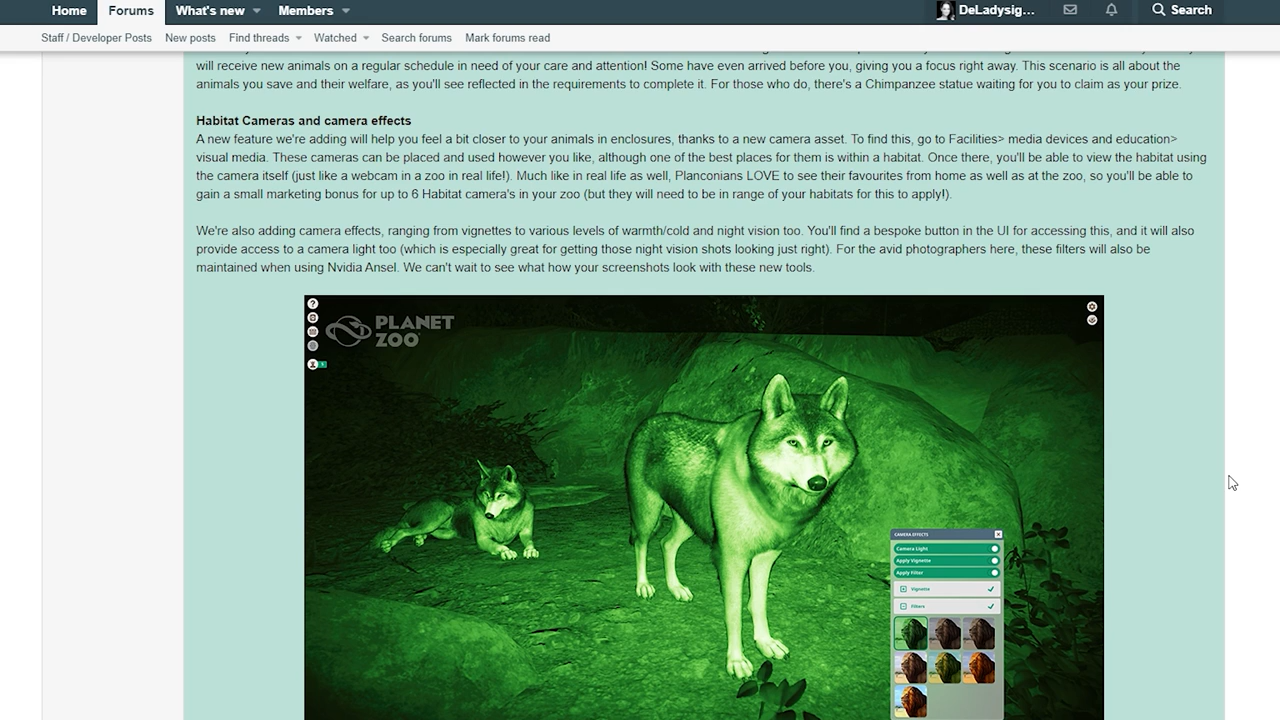 Home Forums What's new Members DeLadysig... Search
Staff / Developer Posts New posts Find threads Watched Search forums Mark forums read
will receive new animals on a regular schedule in need of your care and attention! Some have even arrived before you, giving you a focus right away. This scenario is all about the
animals you save and their welfare, as you'll see reflected in the requirements to complete it. For those who do, there's a Chimpanzee statue waiting for you to claim as your prize.
Habitat Cameras and camera effects
A new feature we're adding will help you feel a bit closer to your animals in enclosures, thanks to a new camera asset. To find this, go to Facilities> media devices and education>
visual media. These cameras can be placed and used however you like, although one of the best places for them is within a habitat. Once there, you'll be able to view the habitat using
the camera itself (just like a webcam in a zoo in real life!). Much like in real life as well, Planconians LOVE to see their favourites from home as well as at the zoo, so you'll be able to
gain a small marketing bonus for up to 6 Habitat camera's in your zoo (but they will need to be in range of your habitats for this to apply!).
We're also adding camera effects, ranging from vignettes to various levels of warmth/cold and night vision too. You'll find a bespoke button in the UI for accessing this, and it will also
provide access to a camera light too (which is especially great for getting those night vision shots looking just right). For the avid photographers here, these filters will also be
maintained when using Nvidia Ansel. We can't wait to see what how your screenshots look with these new tools.
PLANET
ZOO
CAMERA EFFECTS
Camera Light
Apply Vignette
Apply Filter
Vignette
Filters